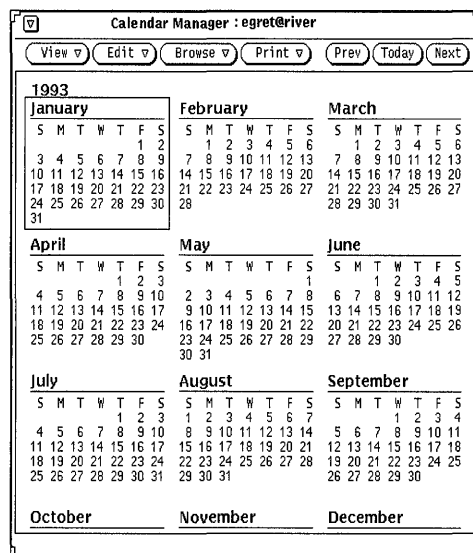 Calendar Manager : egret@river
View Edit Browse Print Prev Today Next
1993
January February March
S M T W T F S S M T W T F S S M T W T F S
1 2 1 2 3 4 5 6 1 2 3 4 5 6
3 4 5 6 7 8 9 7 8 9 10 11 12 13 7 8 9 10 11 12 13
10 11 12 13 14 15 16 14 15 16 17 18 19 20 14 15 16 17 18 19 20
17 18 19 20 21 22 23 21 22 23 24 25 26 27 21 22 23 24 25 26 27
24 25 26 27 28 29 30 28 28 29 30 31
31
April May June
S M T W T F S S M T W T F S S M T W T F S
1 2 3 1 1 2 3 4 5
4 5 6 7 8 9 10 2 3 4 5 6 7 8 6 7 8 9 10 11 12
11 12 13 14 15 16 17 9 10 11 12 13 14 15 13 14 15 16 17 18 19
18 19 20 21 22 23 24 16 17 18 19 20 21 22 20 21 22 23 24 25 26
25 26 27 28 29 30 23 24 25 26 27 28 29 27 28 29 30
30 31
July August September
S M T W T F S S M T W T F S S M T W T F S
1 2 3 1 2 3 4 5 6 7 1 2 3 4
4 5 6 7 8 9 10 8 9 10 11 12 13 14 5 6 7 8 9 10 11
11 12 13 14 15 16 17 15 16 17 18 19 20 21 12 13 14 15 16 17 18
18 19 20 21 22 23 24 22 23 24 25 26 27 28 19 20 21 22 23 24 25
25 26 27 28 29 30 31 29 30 31 26 27 28 29 30
October November December